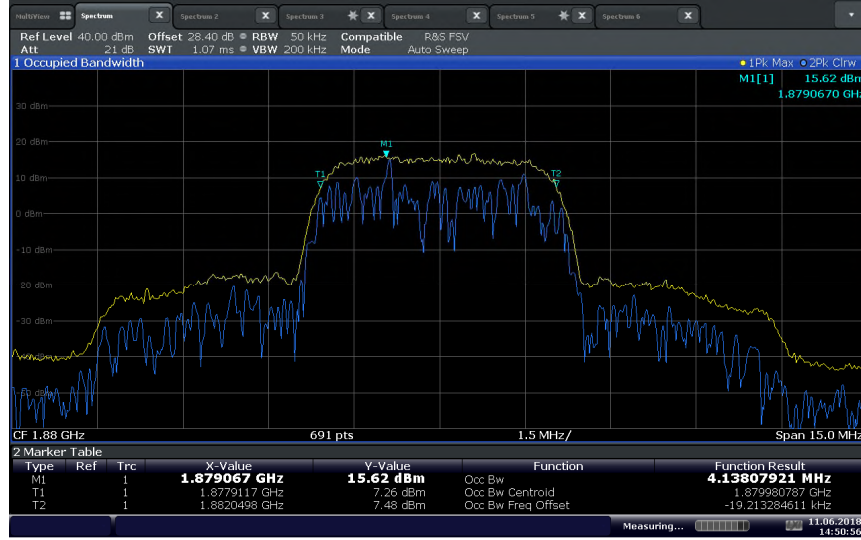 MultiView Spectrum X Spectrum 2 X Spectrum 3 X Spectrum 4 X Spectrum 5 X Spectrum 6 X
Ref Level 40.00 dBm Offset 28.40 dB RBW 50 kHz Compatible R&S FSV
Att 21 dB SWT 1.07 ms VBW 200 kHz Mode Auto Sweep
1 Occupied Bandwidth 1Pk Max 2Pk Clrw
M1[1] 15.62 dBm
1.8790670 GHz
30 dBm
20 dBm
M1
T1
T2
10 dBm
0 dBm
-10 dBm
-20 dBm
-30 dBm
CF 1.88 GHz 691 pts 1.5 MHz/ Span 15.0 MHz
2 Marker Table
Type Ref Trc X-Value Y-Value Function Function Result
M1 1 1.879067 GHz 15.62 dBm Occ Bw 4.13807921 MHz
T1 1 1.8779117 GHz 7.26 dBm Occ Bw Centroid 1.879980787 GHz
T2 1 1.8820498 GHz 7.48 dBm Occ Bw Freq Offset -19.213284611 kHz
Measuring... 11.06.2018
14:50:56